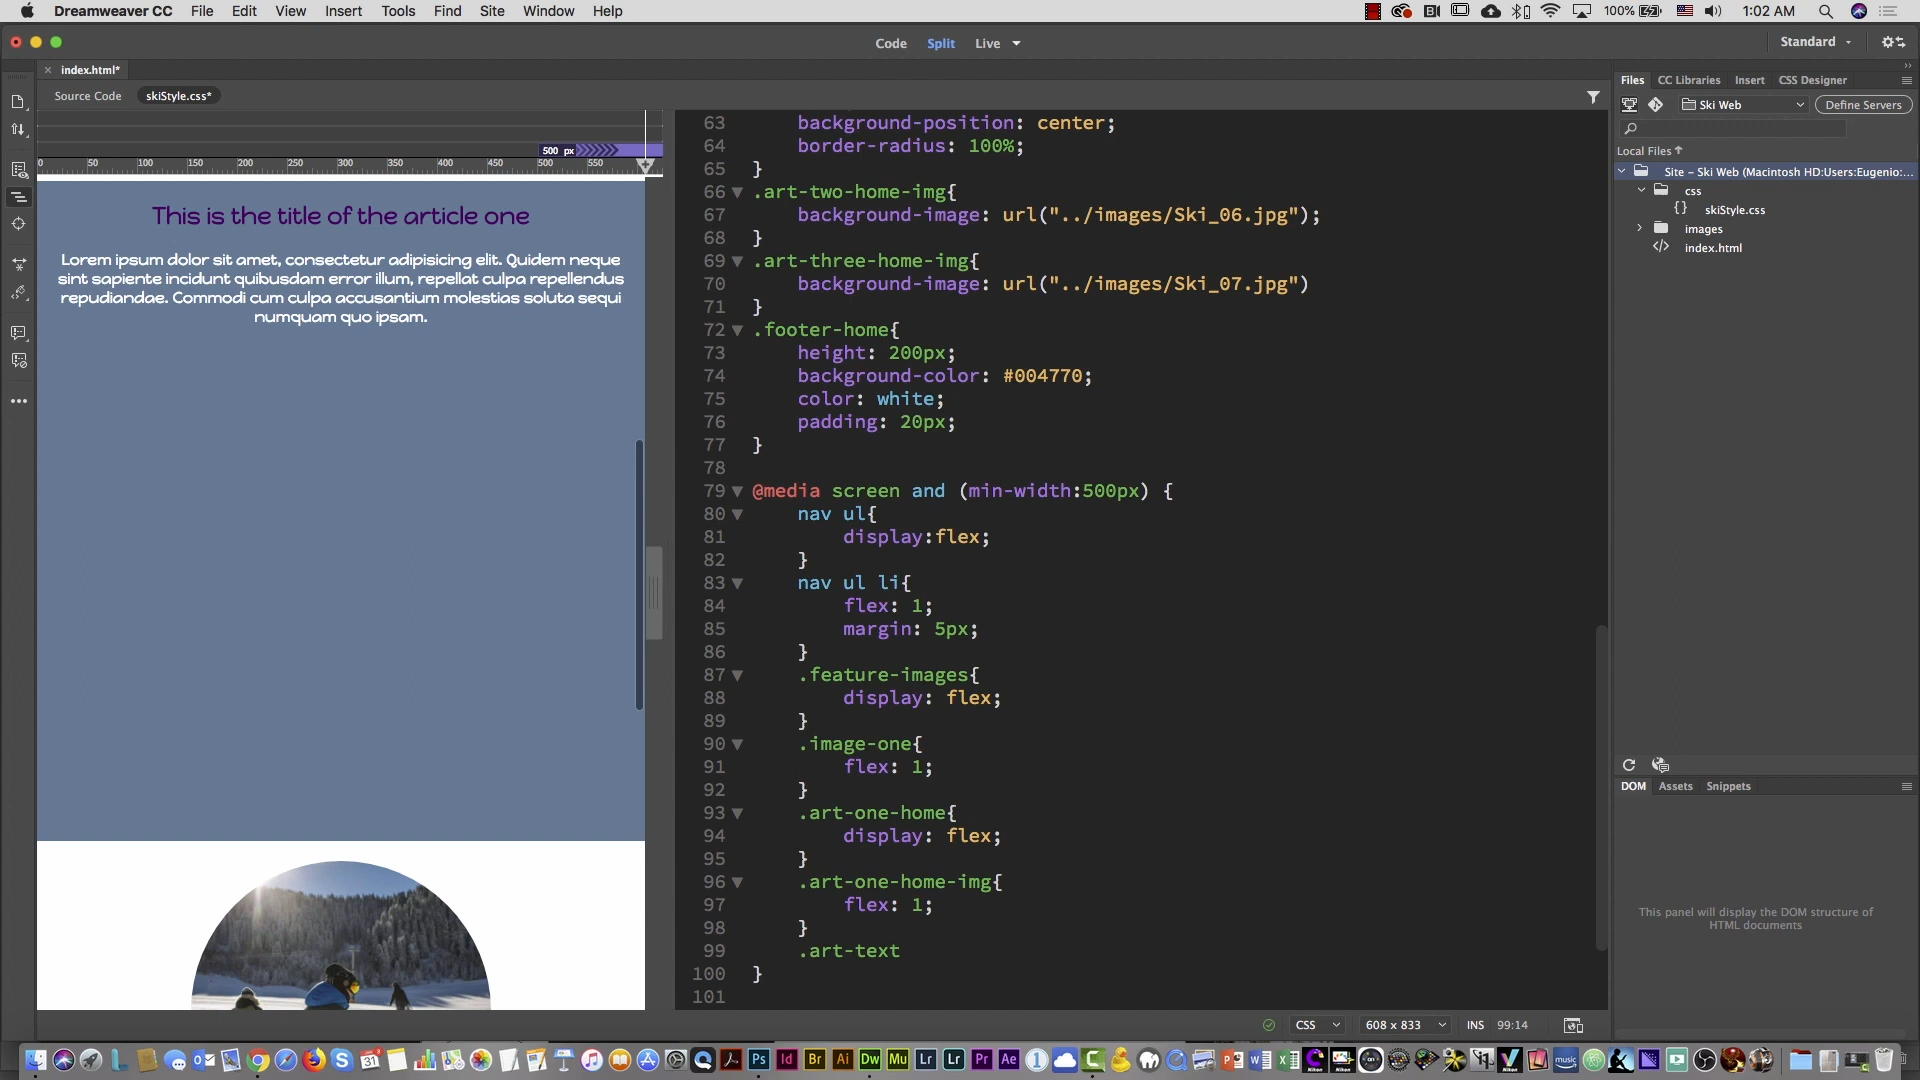 Dreamweaver CC File Edit View Insert Format Tools Find Site Window Help
100% 1:02 AM
Code Split Live
Standard
index.html*
Source Code skiStyle.css*
Files CC Libraries Insert CSS Designer
Ski Web Define Servers
Local Files
Site – Ski Web (Macintosh HD:Users:Eugenio:...
css
skiStyle.css
images
index.html
500 px
0 50 100 150 200 250 300 350 400 450 500 550
This is the title of the article one
Lorem ipsum dolor sit amet, consectetur adipisicing elit. Quidem neque
sint sapiente incidunt quibusdam error illum, repellat culpa repellendus
repudiandae. Commodi cum culpa accusantium molestias soluta sequi
numquam quo ipsam.
63 background-position: center;
64 border-radius: 100%;
65 }
66 .art-two-home-img{
67 background-image: url("../images/Ski_06.jpg");
68 }
69 .art-three-home-img{
70 background-image: url("../images/Ski_07.jpg")
71 }
72 .footer-home{
73 height: 200px;
74 background-color: #004770;
75 color: white;
76 padding: 20px;
77 }
78
79 @media screen and (min-width:500px) {
80 nav ul{
81 display:flex;
82 }
83 nav ul li{
84 flex: 1;
85 margin: 5px;
86 }
87 .feature-images{
88 display: flex;
89 }
90 .image-one{
91 flex: 1;
92 }
93 .art-one-home{
94 display: flex;
95 }
96 .art-one-home-img{
97 flex: 1;
98 }
99 .art-text
100 }
101
DOM Assets Snippets
This panel will display the DOM structure of
HTML documents
CSS 608 x 833 INS 99:14
31 Ps Id Br Ai Dw Mu Lr Lr Pr Ae